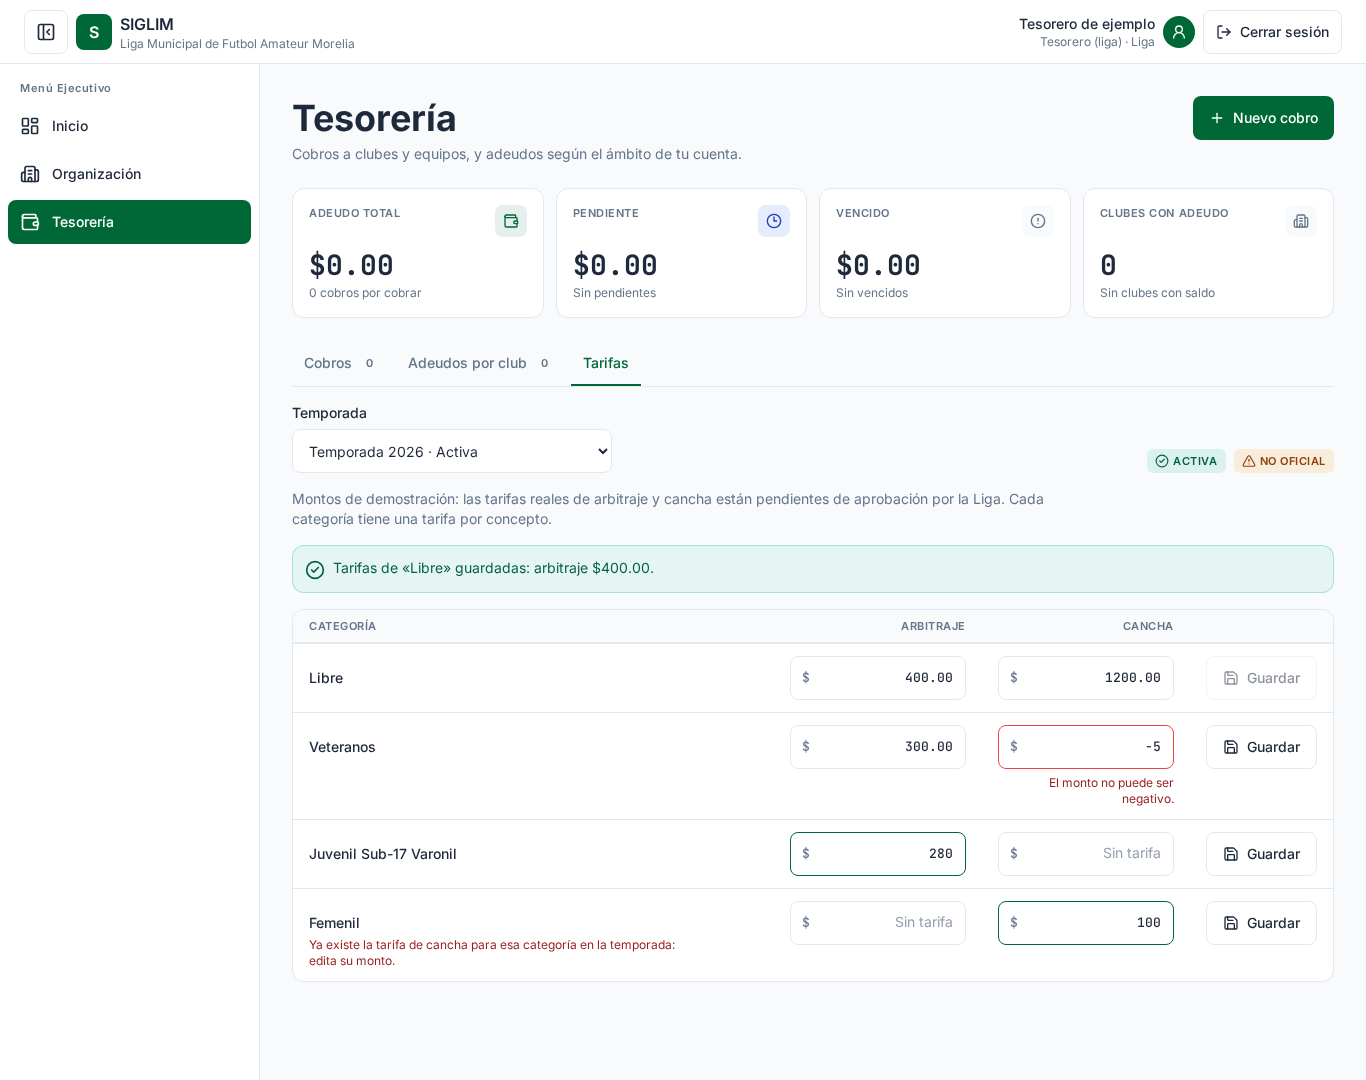 S
SIGLIM
Liga Municipal de Futbol Amateur Morelia
Tesorero de ejemplo
Tesorero (liga) · Liga
Cerrar sesión
Menú Ejecutivo
Inicio
Organización
Tesorería
Tesorería
Cobros a clubes y equipos, y adeudos según el ámbito de tu cuenta.
Nuevo cobro
ADEUDO TOTAL
$0.00
0 cobros por cobrar
PENDIENTE
$0.00
Sin pendientes
VENCIDO
$0.00
Sin vencidos
CLUBES CON ADEUDO
0
Sin clubes con saldo
Cobros 0
Adeudos por club 0
Tarifas
Temporada
Temporada 2026 · Activa
ACTIVA
NO OFICIAL
Montos de demostración: las tarifas reales de arbitraje y cancha están pendientes de aprobación por la Liga. Cada
categoría tiene una tarifa por concepto.
Tarifas de «Libre» guardadas: arbitraje $400.00.
CATEGORÍA ARBITRAJE CANCHA
Libre $ 400.00 $ 1200.00 Guardar
Veteranos $ 300.00 $ -5 Guardar
El monto no puede ser
negativo.
Juvenil Sub-17 Varonil $ 280 $ Sin tarifa Guardar
Femenil $ Sin tarifa $ 100 Guardar
Ya existe la tarifa de cancha para esa categoría en la temporada:
edita su monto.